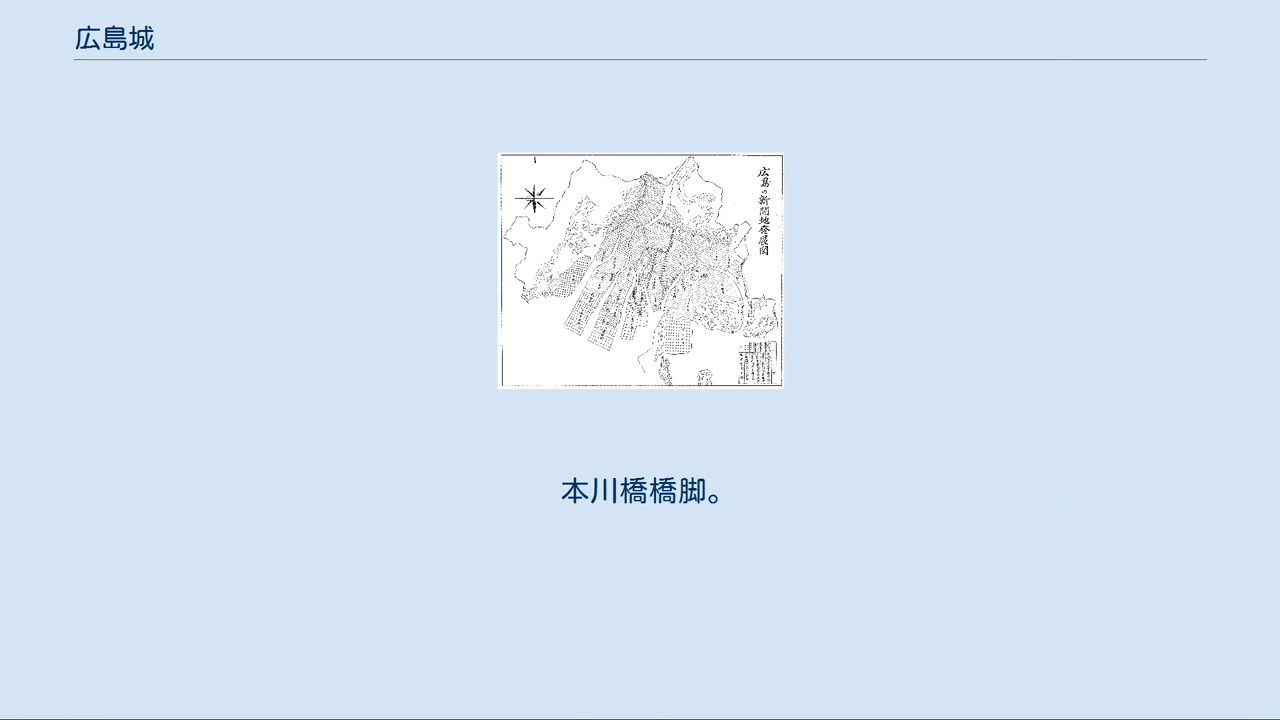 広島城
広島の新開地発展図
本川橋橋脚。